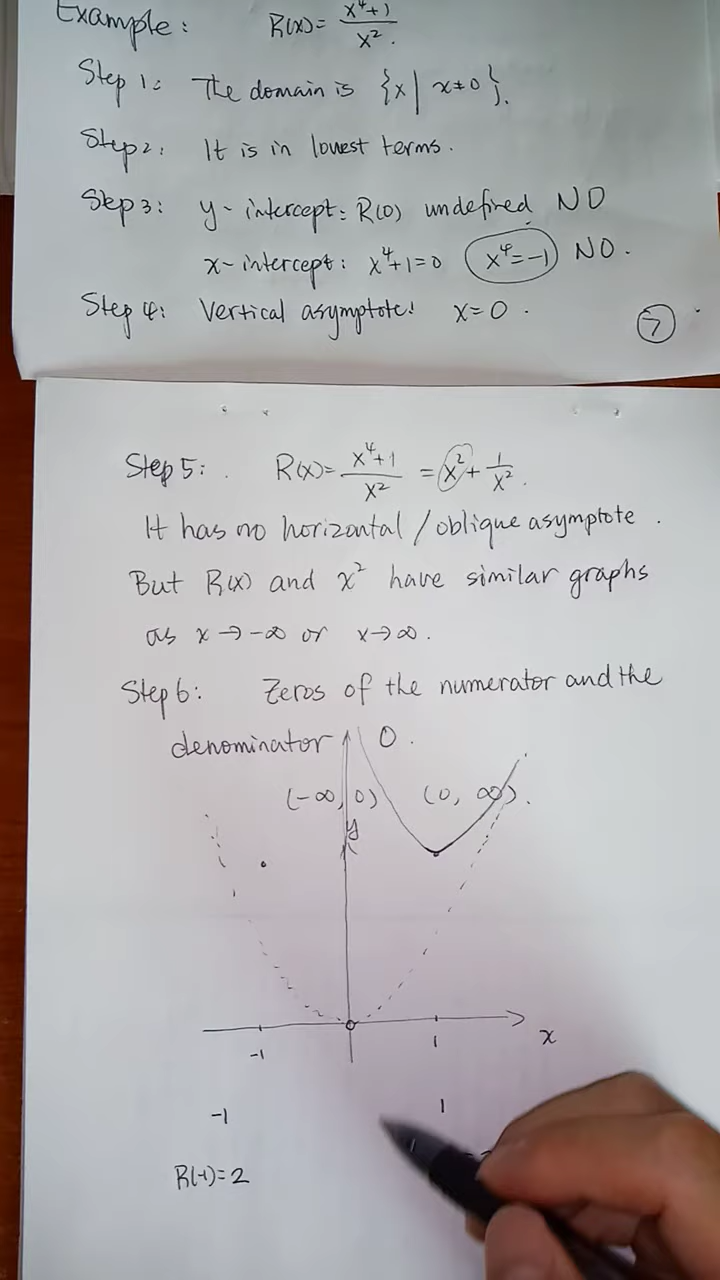 Example: R(x)= x⁴+1 / x².
Step 1: The domain is {x | x≠0}.
Step 2: It is in lowest terms.
Step 3: y-intercept: R(0) undefined NO
x-intercept: x⁴+1=0 x⁴=-1 NO.
Step 4: Vertical asymptote: x=0.
7
Step 5: R(x)= x⁴+1 / x² = x² + 1/x².
It has no horizontal / oblique asymptote.
But R(x) and x² have similar graphs
as x→-∞ or x→∞.
Step 6: Zeros of the numerator and the
denominator 0.
(-∞, 0) (0, ∞).
y
-1 1 x
-1 1
R(-1)=2